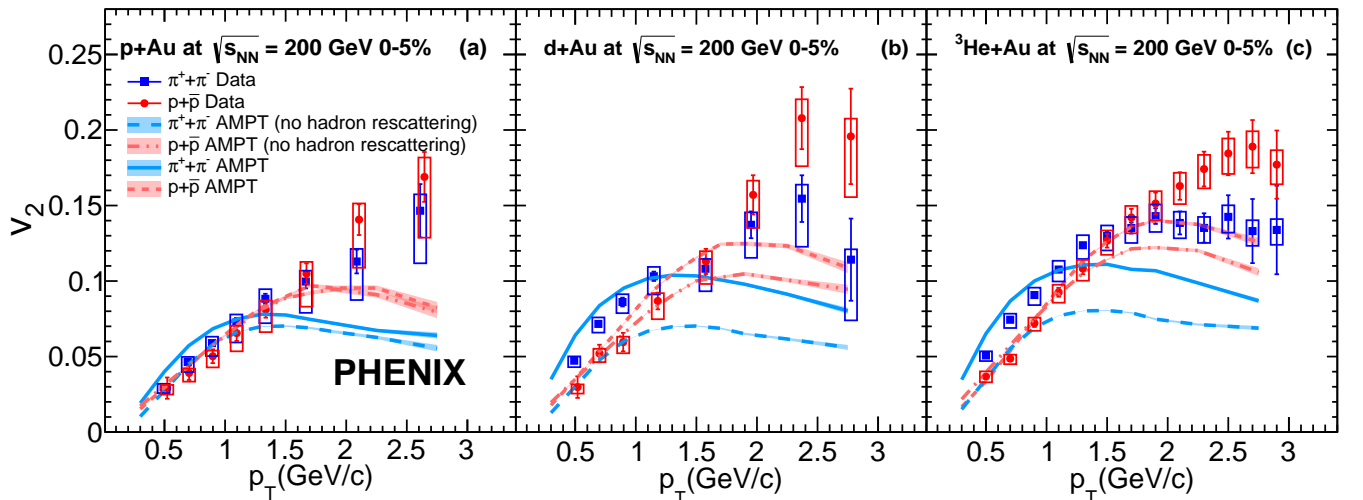 p+Au at √s_NN = 200 GeV 0-5% (a)
π⁺+π⁻ Data
p+p̅ Data
π⁺+π⁻ AMPT (no hadron rescattering)
p+p̅ AMPT (no hadron rescattering)
π⁺+π⁻ AMPT
p+p̅ AMPT
PHENIX
d+Au at √s_NN = 200 GeV 0-5% (b)
³He+Au at √s_NN = 200 GeV 0-5% (c)
v₂
0.25
0.2
0.15
0.1
0.05
0
0.5 1 1.5 2 2.5 3
0.5 1 1.5 2 2.5 3
0.5 1 1.5 2 2.5 3
p_T(GeV/c)
p_T(GeV/c)
p_T(GeV/c)